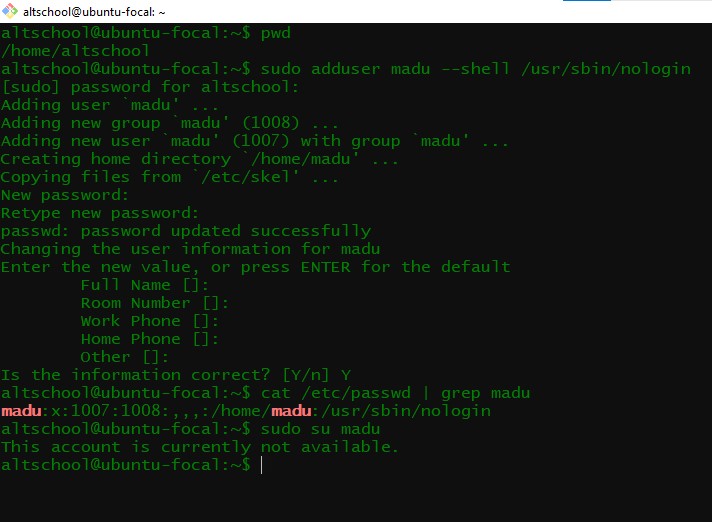 altschool@ubuntu-focal: ~
altschool@ubuntu-focal:~$ pwd
/home/altschool
altschool@ubuntu-focal:~$ sudo adduser madu --shell /usr/sbin/nologin
[sudo] password for altschool:
Adding user `madu' ...
Adding new group `madu' (1008) ...
Adding new user `madu' (1007) with group `madu' ...
Creating home directory `/home/madu' ...
Copying files from `/etc/skel' ...
New password:
Retype new password:
passwd: password updated successfully
Changing the user information for madu
Enter the new value, or press ENTER for the default
        Full Name []:
        Room Number []:
        Work Phone []:
        Home Phone []:
        Other []:
Is the information correct? [Y/n] Y
altschool@ubuntu-focal:~$ cat /etc/passwd | grep madu
madu:x:1007:1008:,,,:/home/madu:/usr/sbin/nologin
altschool@ubuntu-focal:~$ sudo su madu
This account is currently not available.
altschool@ubuntu-focal:~$